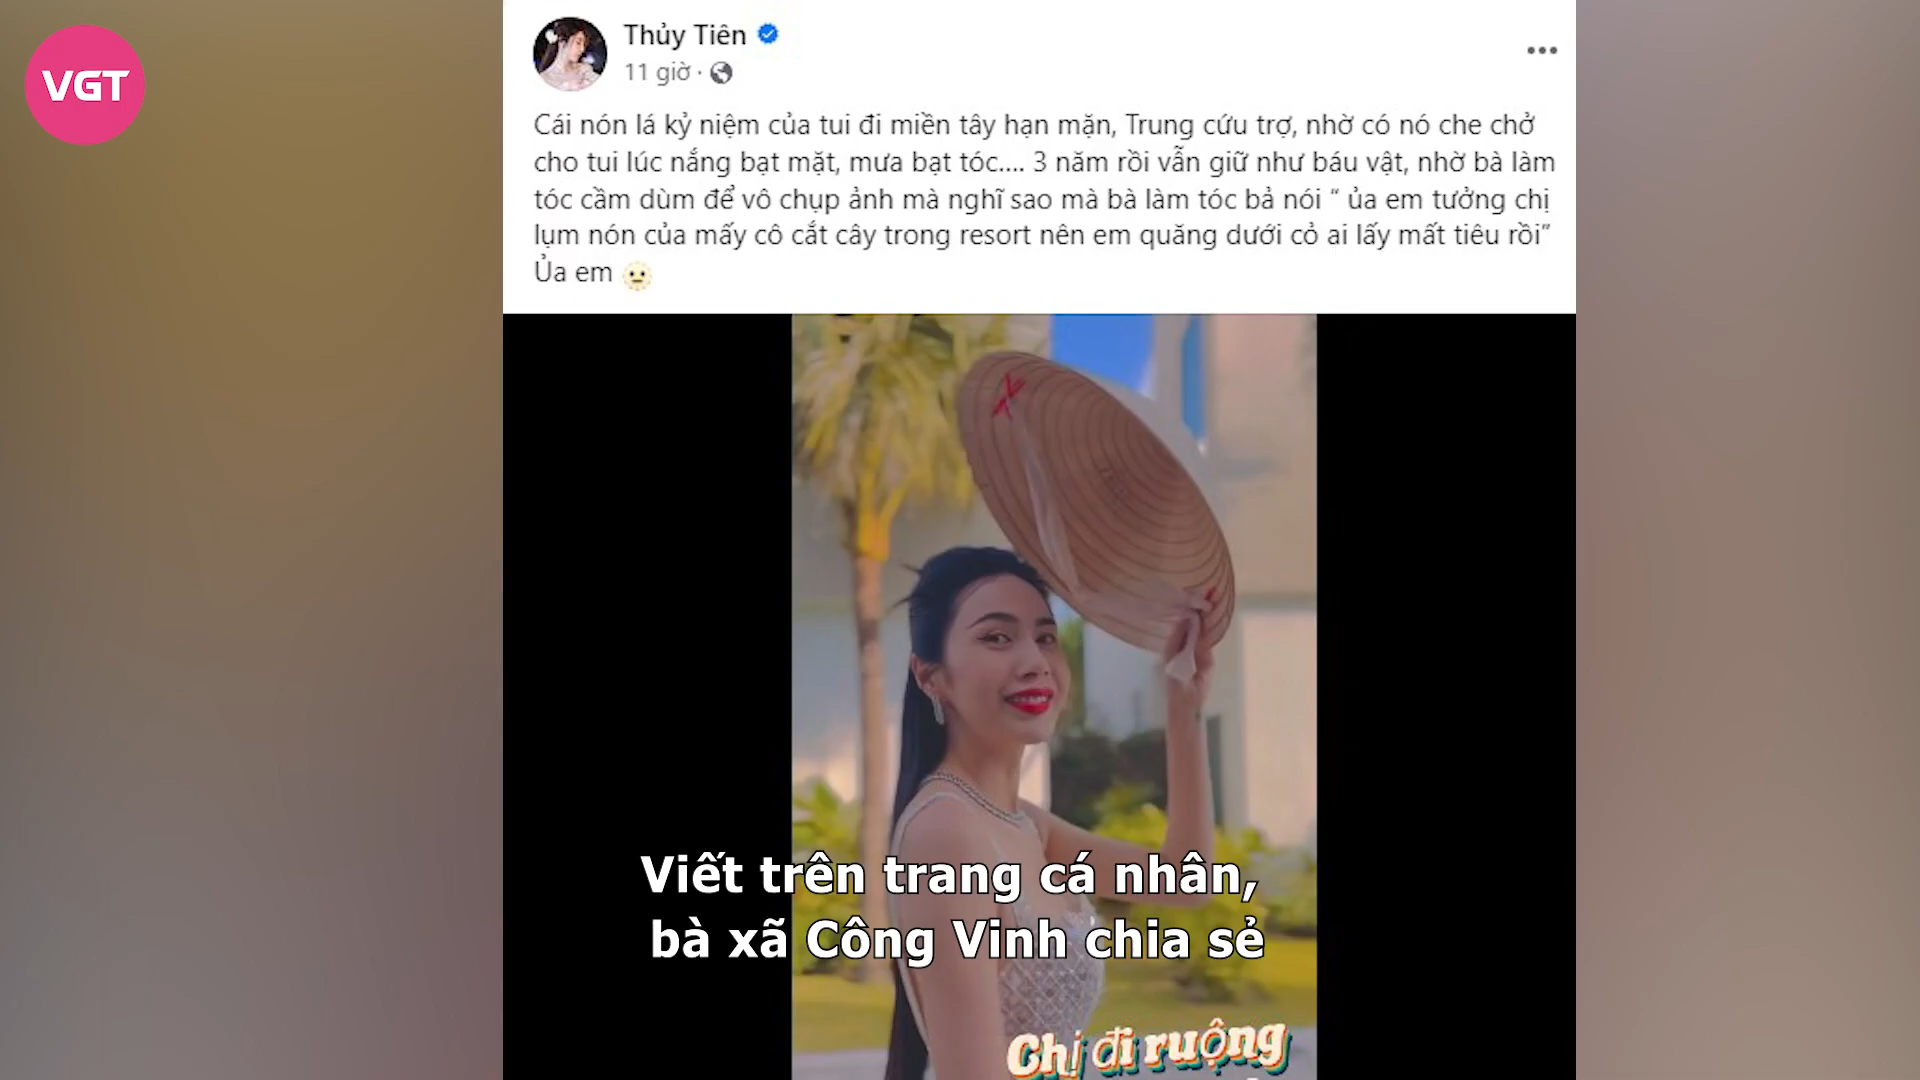 VGT
Thủy Tiên
11 giờ ·
Cái nón lá kỷ niệm của tui đi miền tây hạn mặn, Trung cứu trợ, nhờ có nó che chở
cho tui lúc nắng bạt mặt, mưa bạt tóc.... 3 năm rồi vẫn giữ như báu vật, nhờ bà làm
tóc cầm dùm để vô chụp ảnh mà nghĩ sao mà bà làm tóc bả nói “ ủa em tưởng chị
lụm nón của mấy cô cắt cây trong resort nên em quăng dưới cỏ ai lấy mất tiêu rồi”
Ủa em
Viết trên trang cá nhân,
bà xã Công Vinh chia sẻ
Chị đi ruộng